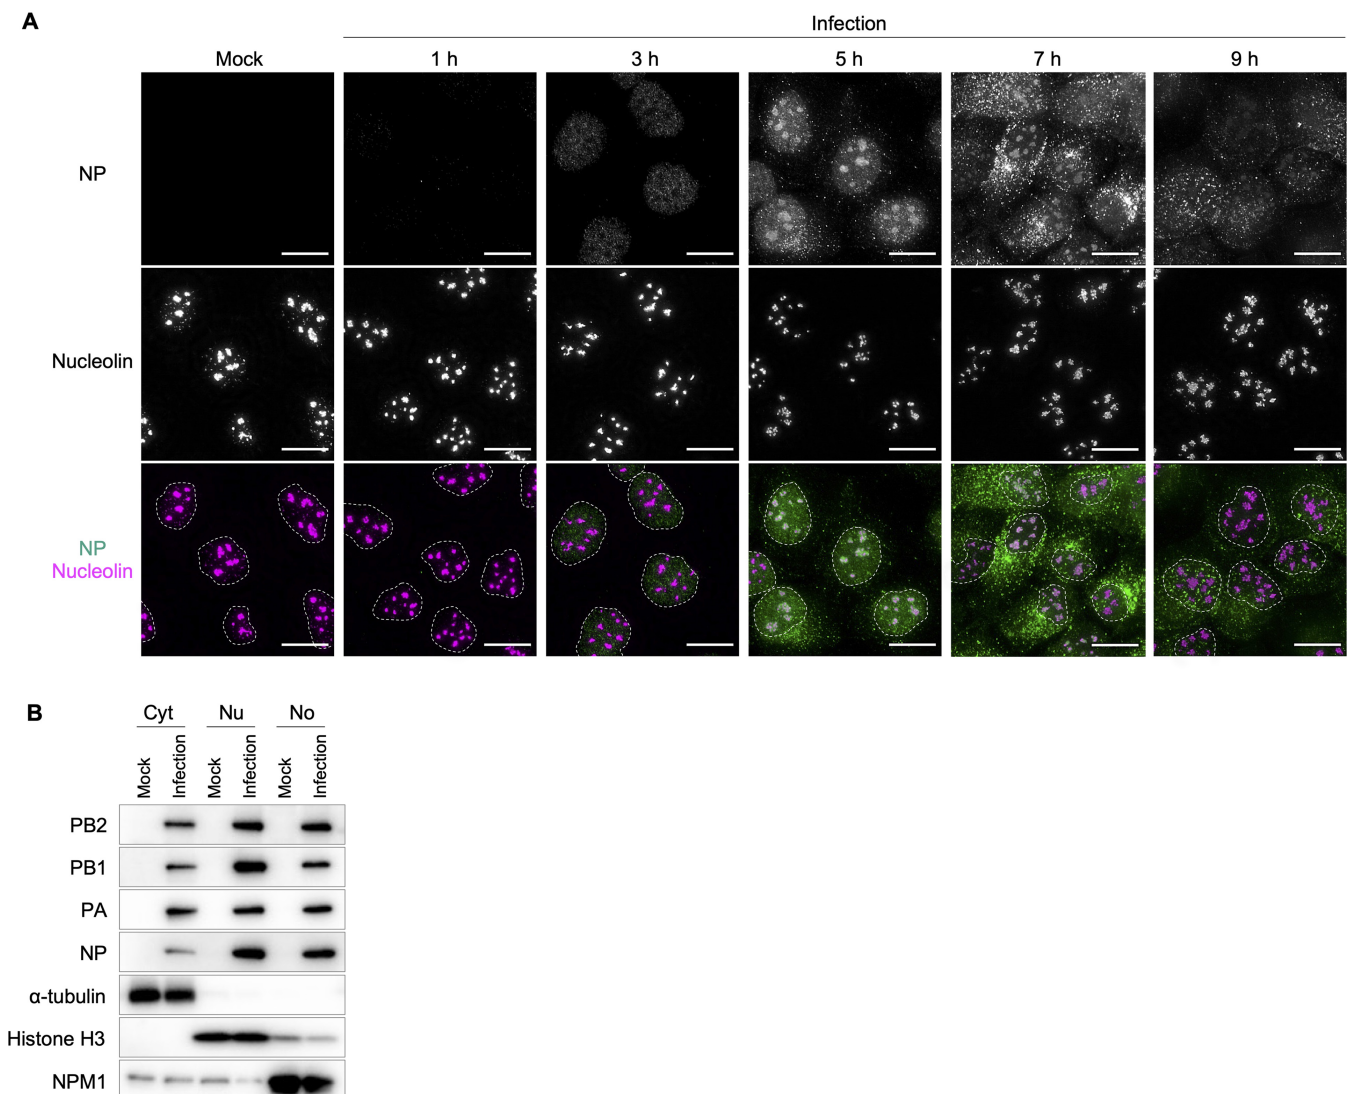 A
Infection
Mock 1 h 3 h 5 h 7 h 9 h
NP
Nucleolin
NP
Nucleolin
B
Cyt Nu No
Mock Infection Mock Infection Mock Infection
PB2
PB1
PA
NP
α-tubulin
Histone H3
NPM1